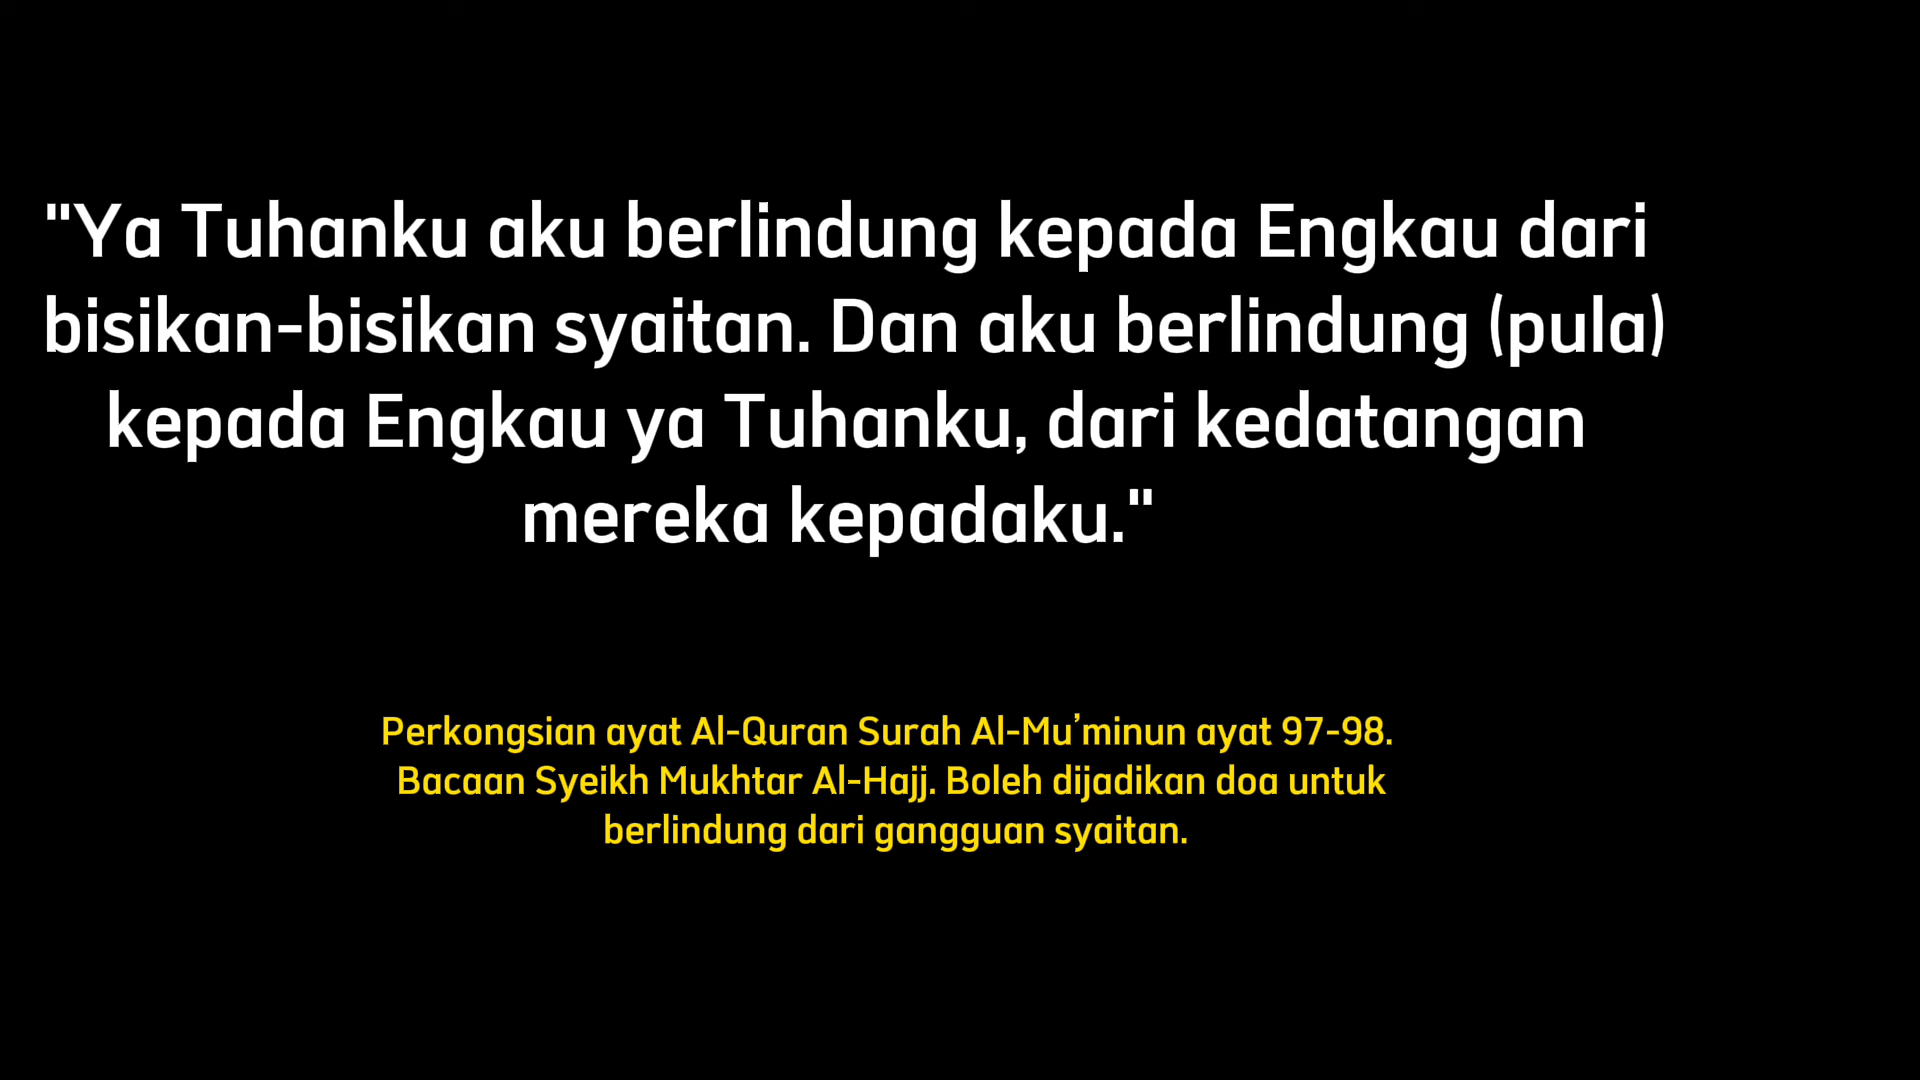 "Ya Tuhanku aku berlindung kepada Engkau dari
bisikan-bisikan syaitan. Dan aku berlindung (pula)
kepada Engkau ya Tuhanku, dari kedatangan
mereka kepadaku."
Perkongsian ayat Al-Quran Surah Al-Mu’minun ayat 97-98.
Bacaan Syeikh Mukhtar Al-Hajj. Boleh dijadikan doa untuk
berlindung dari gangguan syaitan.